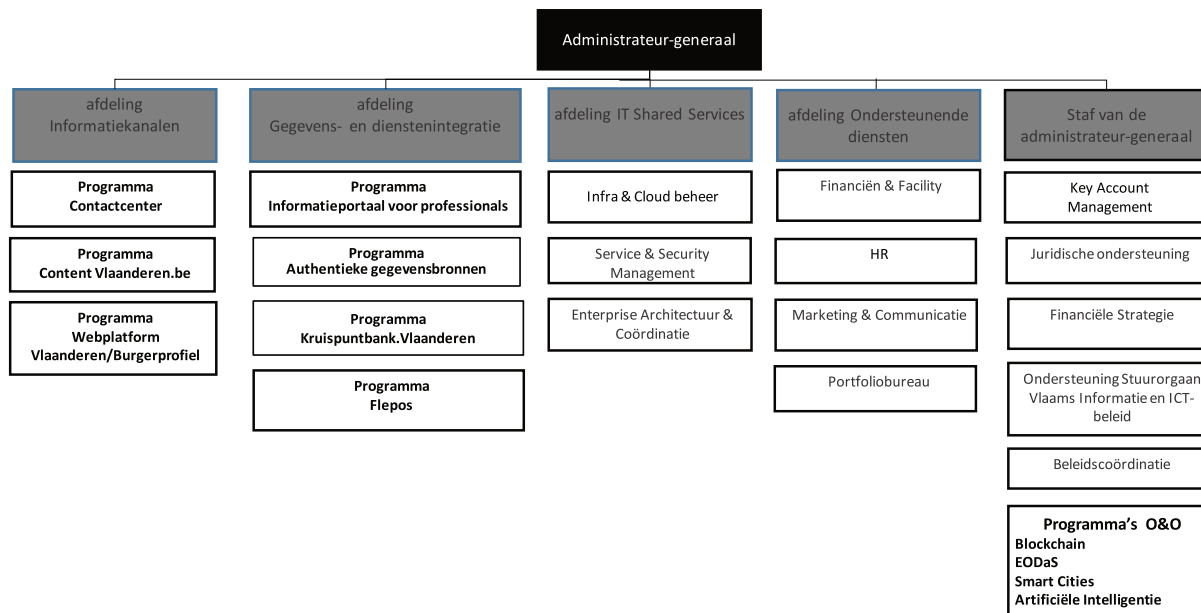 Administrateur-generaal
afdeling
Informatiekanalen
Programma
Contactcenter
Programma
Content Vlaanderen.be
Programma
Webplatform
Vlaanderen/Burgerprofiel
afdeling
Gegevens- en dienstenintegratie
Programma
Informatieportaal voor professionals
Programma
Authentieke gegevensbronnen
Programma
Kruispuntbank.Vlaanderen
Programma
Flepos
afdeling IT Shared Services
Infra & Cloud beheer
Service & Security
Management
Enterprise Architectuur &
Coördinatie
afdeling Ondersteunende
diensten
Financiën & Facility
HR
Marketing & Communicatie
Portfoliobureau
Staf van de
administrateur-generaal
Key Account
Management
Juridische ondersteuning
Financiële Strategie
Ondersteuning Stuurorgaan
Vlaams Informatie en ICT-
beleid
Beleidscoördinatie
Programma’s O&O
Blockchain
EODaS
Smart Cities
Artificiële Intelligentie